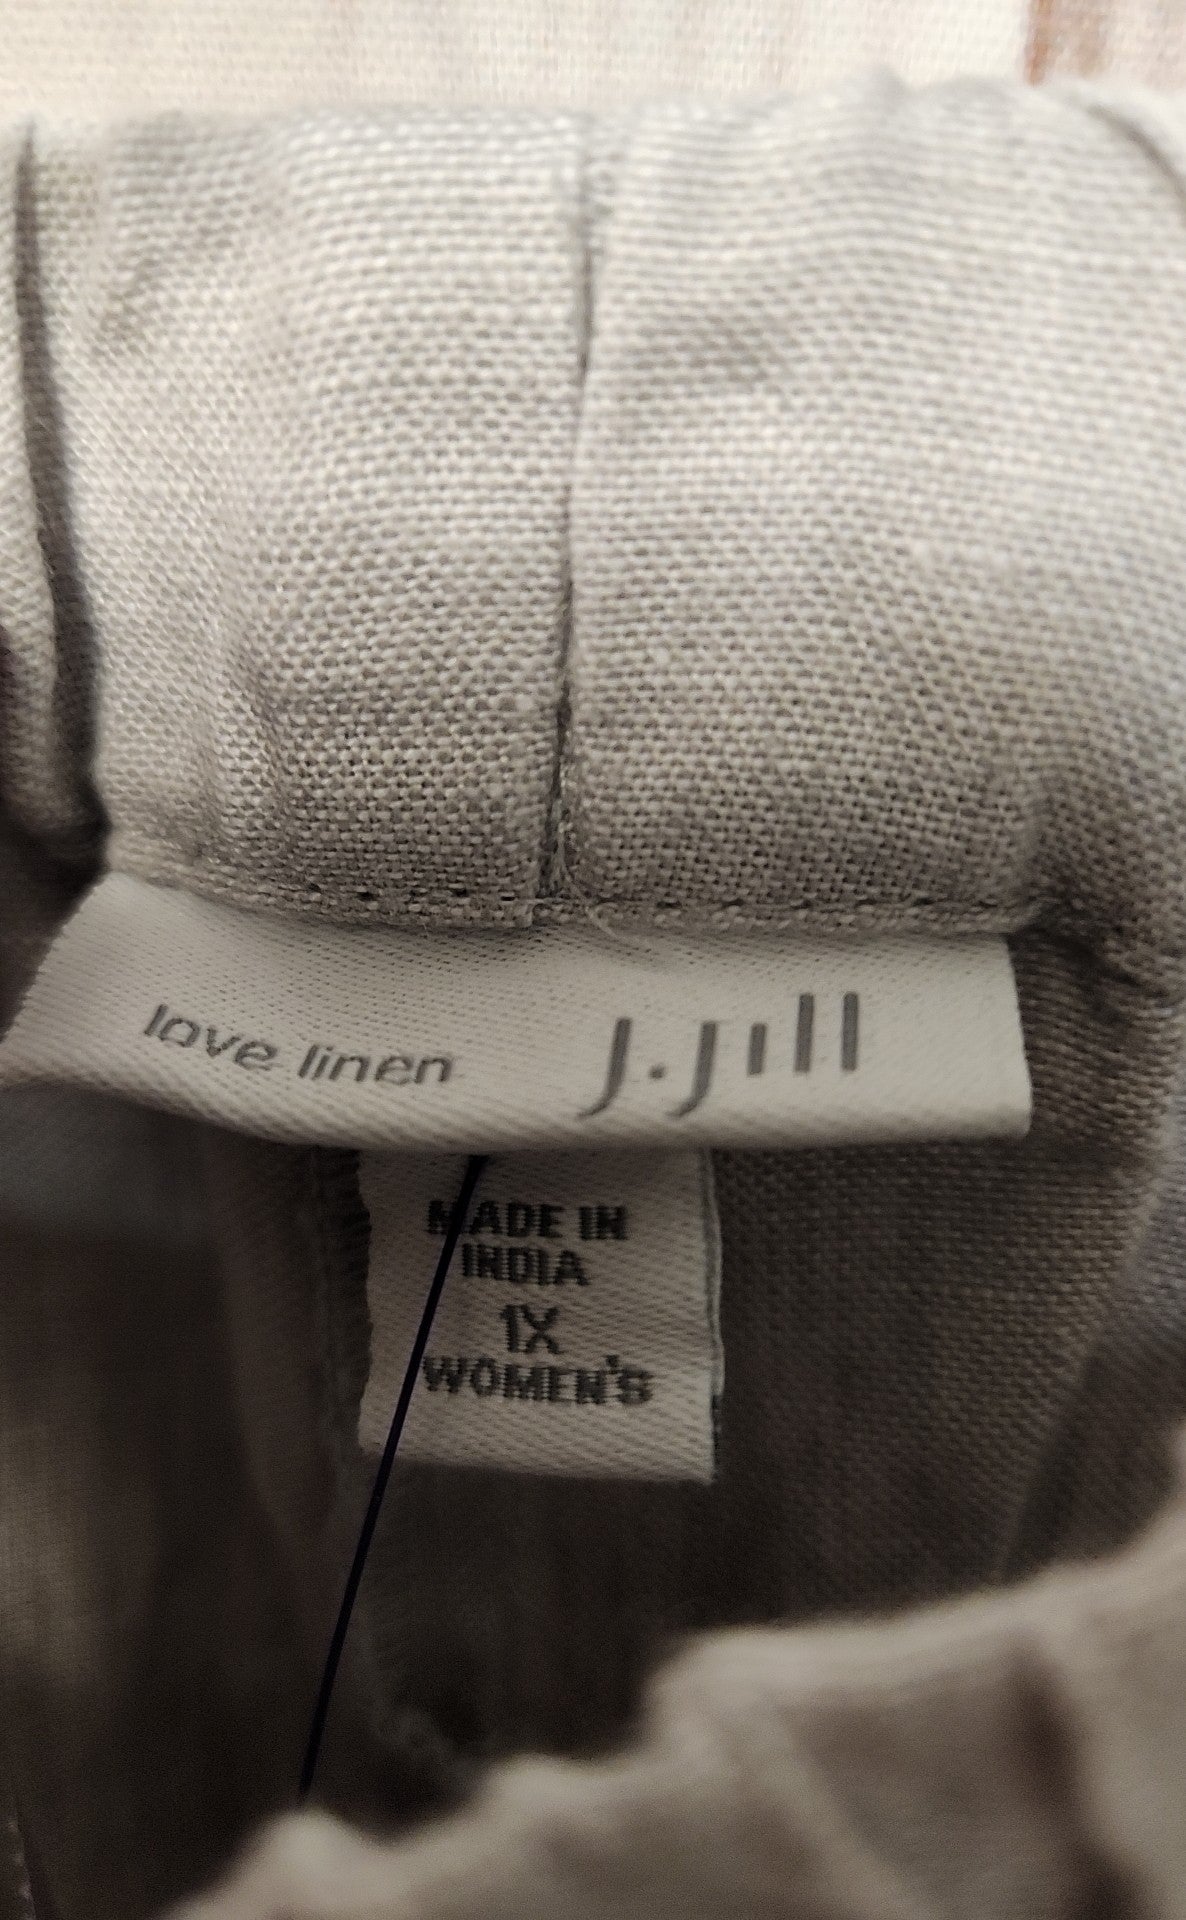 love linen J.Jill
MADE IN
INDIA
1X
WOMEN'S